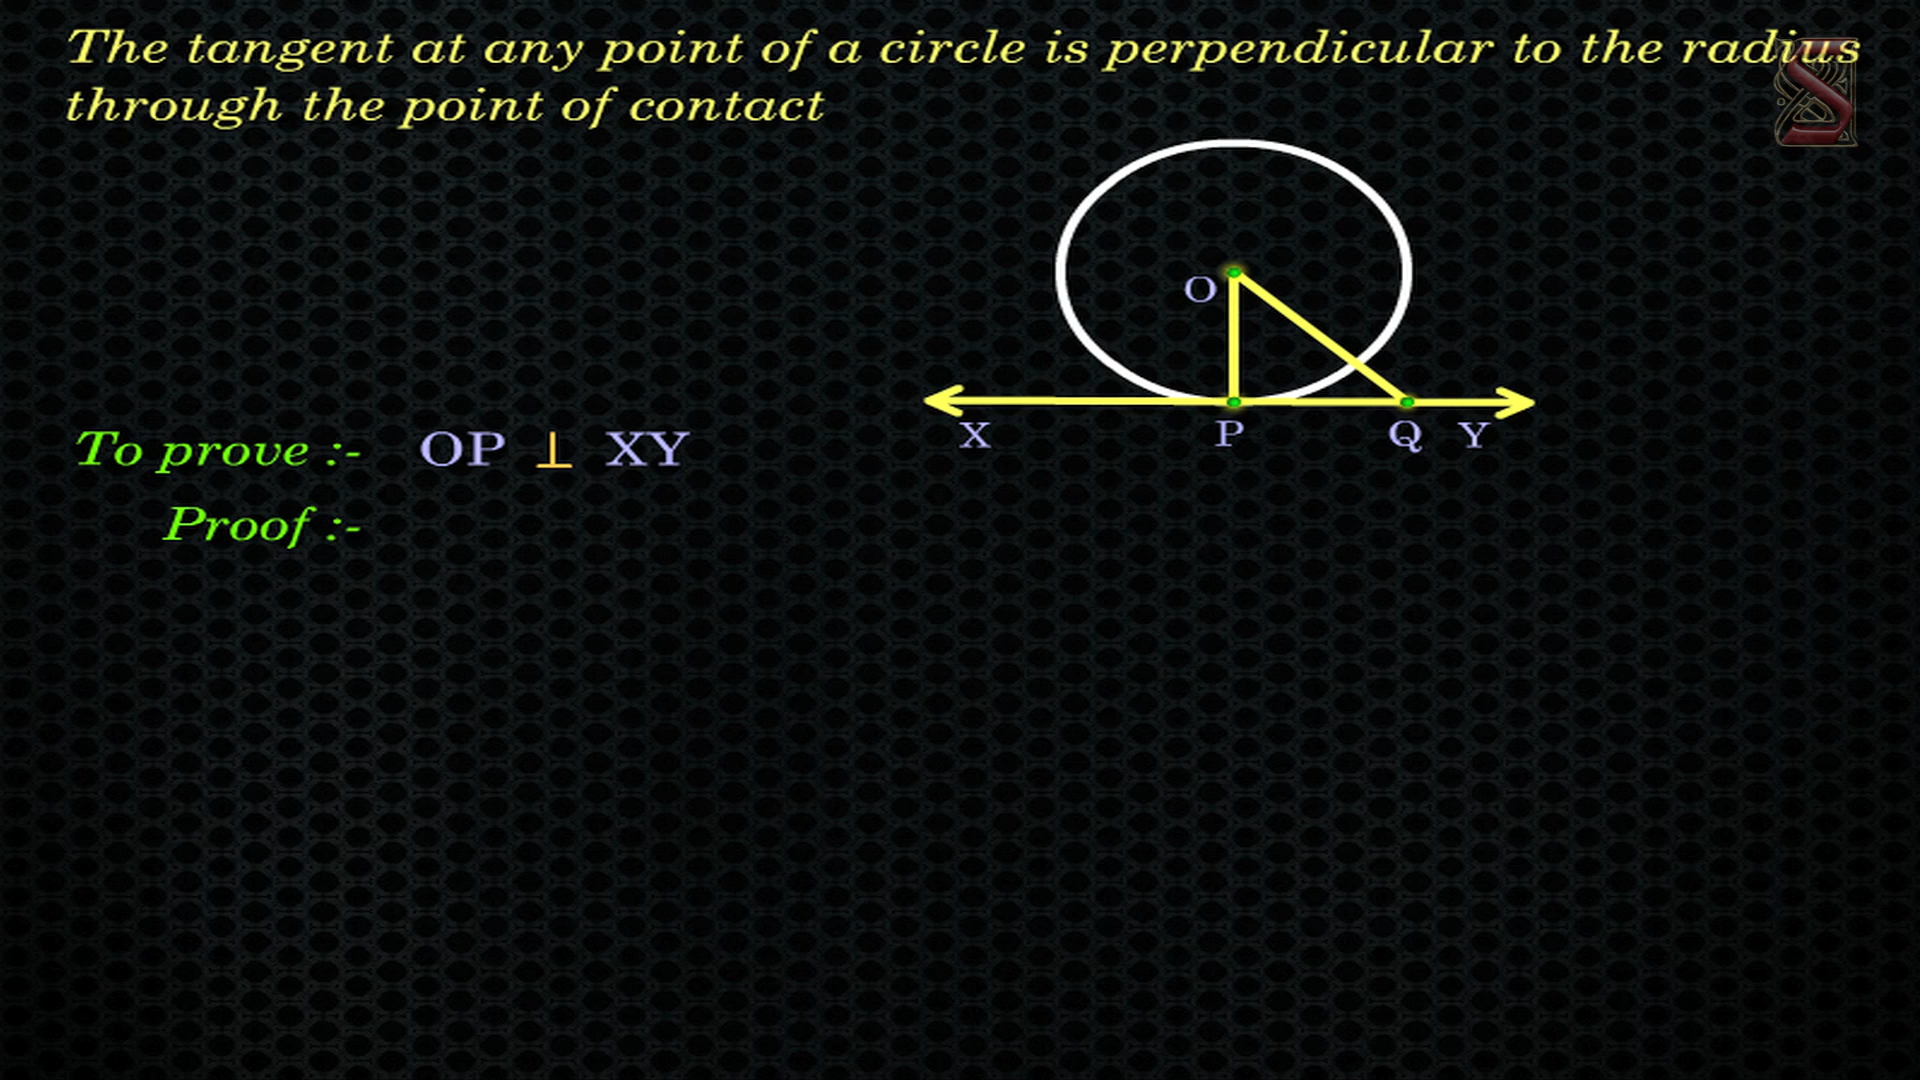 The tangent at any point of a circle is perpendicular to the radius
through the point of contact
O
X P Q Y
To prove :- OP ⊥ XY
Proof :-